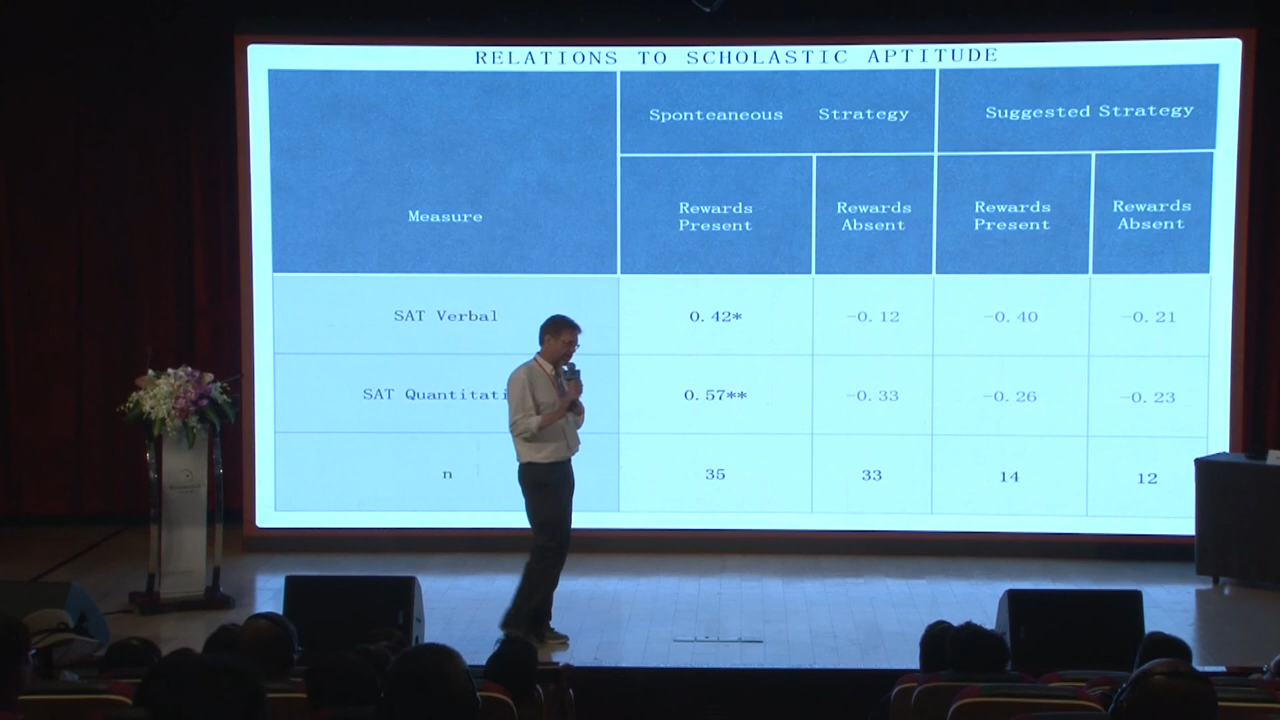 RELATIONS TO SCHOLASTIC APTITUDE
Sponteaneous Strategy Suggested Strategy
Measure
Rewards Present
Rewards Absent
Rewards Present
Rewards Absent
SAT Verbal 0.42* -0.12 -0.40 -0.21
SAT Quantitati 0.57** -0.33 -0.26 -0.23
n 35 33 14 12